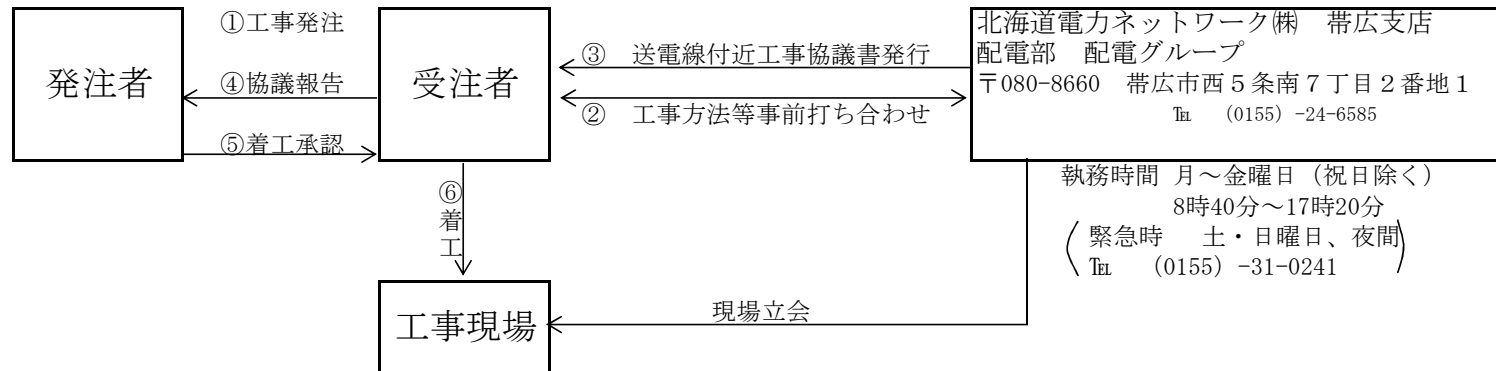 ①工事発注
発注者
④協議報告
⑤着工承認
受注者
③　送電線付近工事協議書発行
②　工事方法等事前打ち合わせ
北海道電力ネットワーク㈱　帯広支店
配電部　配電グループ
〒080-8660　帯広市西５条南７丁目２番地１
℡　(0155) -24-6585
執務時間 月～金曜日（祝日除く）
8時40分～17時20分
緊急時　土・日曜日、夜間
℡　(0155) -31-0241
⑥着工
工事現場
現場立会